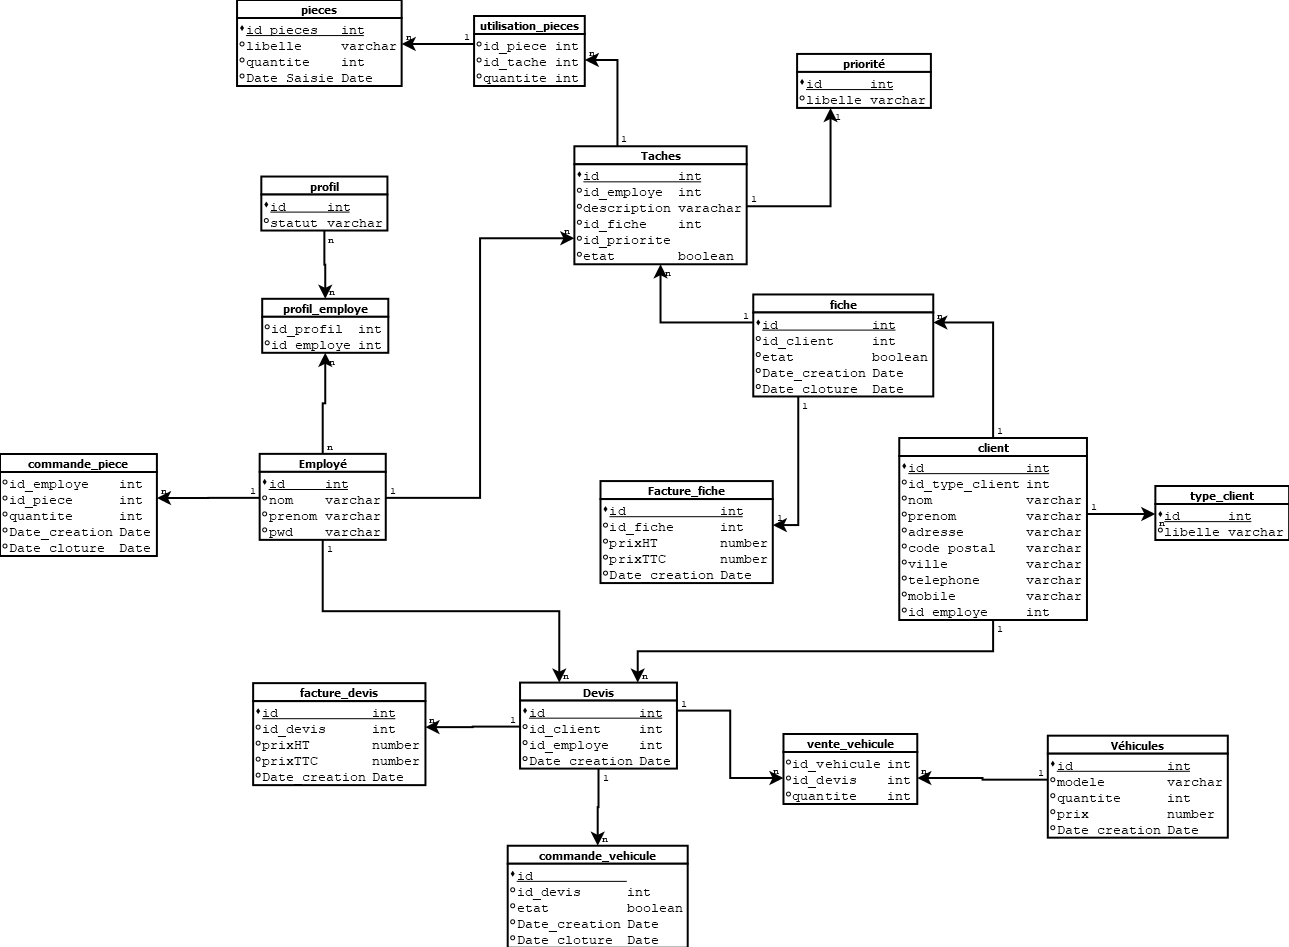 pieces
id_pieces int
libelle varchar
quantite int
Date_Saisie Date
n
1
utilisation_pieces
id_piece int
id_tache int
quantite int
n
1
priorité
id int
libelle varchar
1
Taches
id int
id_employe int
description varachar
id_fiche int
id_priorite
etat boolean
1
n
n
profil
id int
statut varchar
n
n
profil_employe
id_profil int
id_employe int
n
n
fiche
id int
id_client int
etat boolean
Date_creation Date
Date_cloture Date
1
n
1
1
client
id int
id_type_client int
nom varchar
prenom varchar
adresse varchar
code_postal varchar
ville varchar
telephone varchar
mobile varchar
id_employe int
1
1
type_client
id int
libelle varchar
n
commande_piece
id_employe int
id_piece int
quantite int
Date_creation Date
Date_cloture Date
n
1
Employé
id int
nom varchar
prenom varchar
pwd varchar
1
1
Facture_fiche
id int
id_fiche int
prixHT number
prixTTC number
Date_creation Date
1
n
n
facture_devis
id int
id_devis int
prixHT number
prixTTC number
Date_creation Date
n
1
Devis
id int
id_client int
id_employe int
Date_creation Date
1
1
n
vente_vehicule
id_vehicule int
id_devis int
quantite int
n
1
Véhicules
id int
modele varchar
quantite int
prix number
Date_creation Date
n
commande_vehicule
id
id_devis int
etat boolean
Date_creation Date
Date_cloture Date